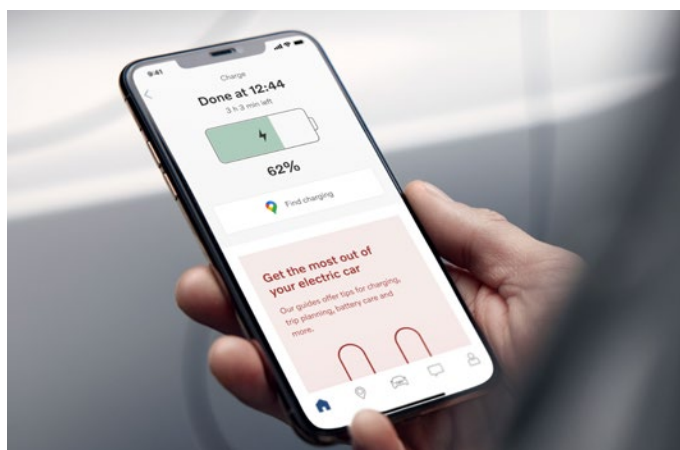 9:41
Charge
Done at 12:44
3 h 3 min left
62%
Find charging
Get the most out of
your electric car
Our guides offer tips for charging,
trip planning, battery care and
more.